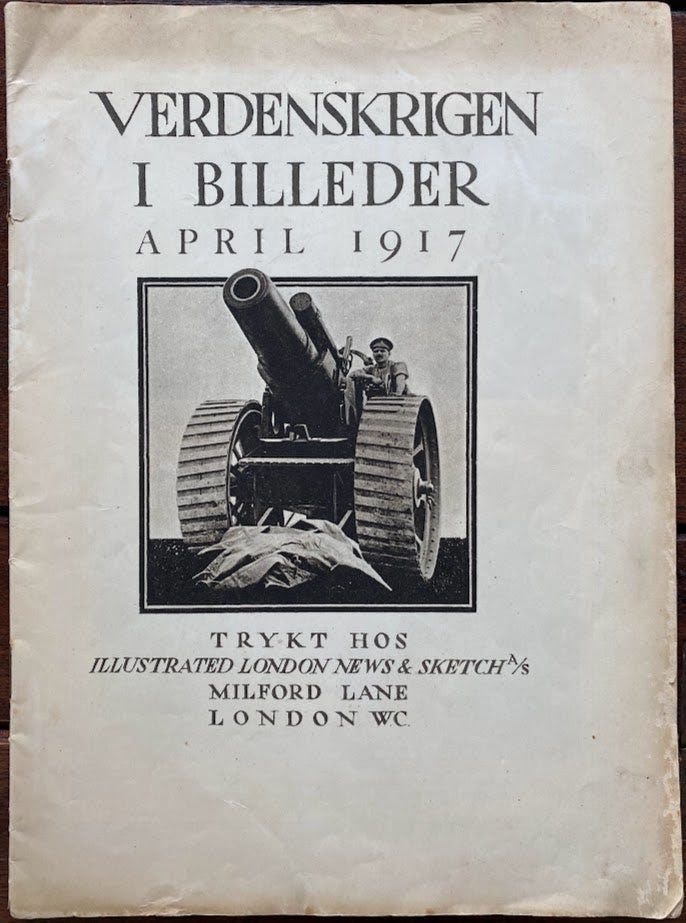 VERDENSKRIGEN
I BILLEDER
APRIL 1917
TRYKT HOS
ILLUSTRATED LONDON NEWS & SKETCH A/S
MILFORD LANE
LONDON W.C.